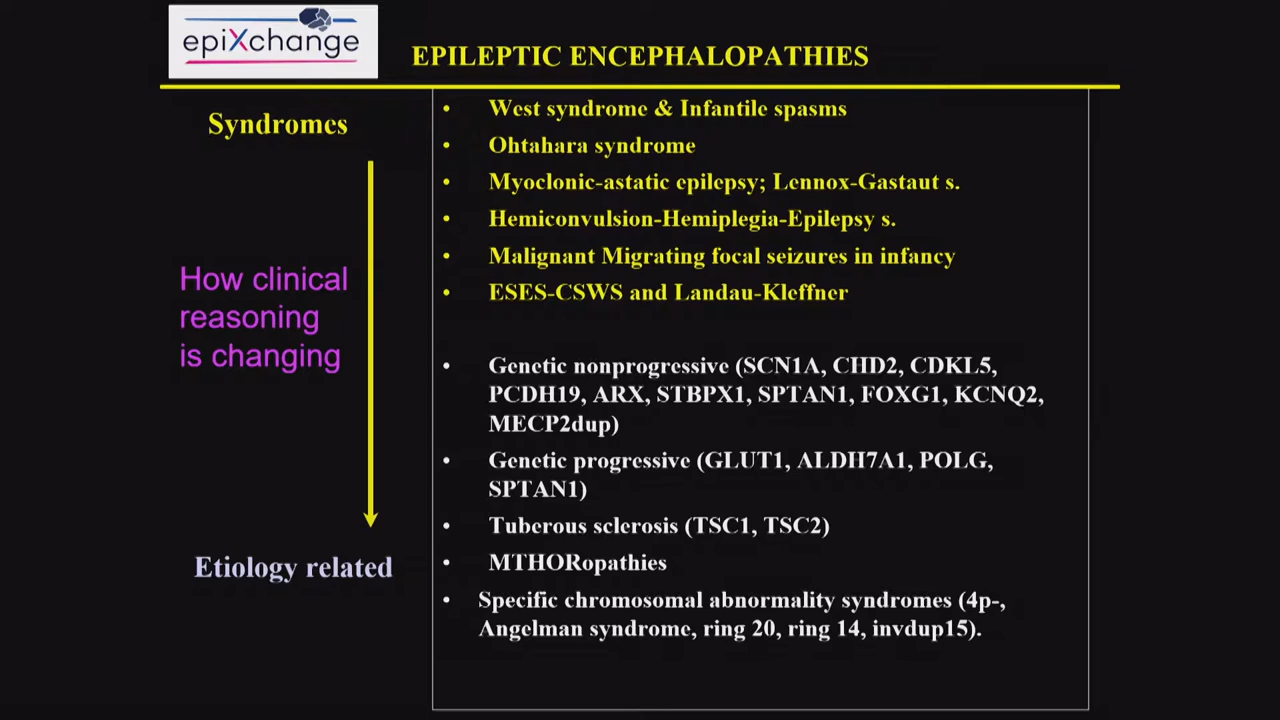 epiXchange
EPILEPTIC ENCEPHALOPATHIES
Syndromes
How clinical
reasoning
is changing
Etiology related
• West syndrome & Infantile spasms
• Ohtahara syndrome
• Myoclonic-astatic epilepsy; Lennox-Gastaut s.
• Hemiconvulsion-Hemiplegia-Epilepsy s.
• Malignant Migrating focal seizures in infancy
• ESES-CSWS and Landau-Kleffner
• Genetic nonprogressive (SCN1A, CHD2, CDKL5,
PCDH19, ARX, STBPX1, SPTAN1, FOXG1, KCNQ2,
MECP2dup)
• Genetic progressive (GLUT1, ALDH7A1, POLG,
SPTAN1)
• Tuberous sclerosis (TSC1, TSC2)
• MTHORopathies
• Specific chromosomal abnormality syndromes (4p-,
Angelman syndrome, ring 20, ring 14, invdup15).